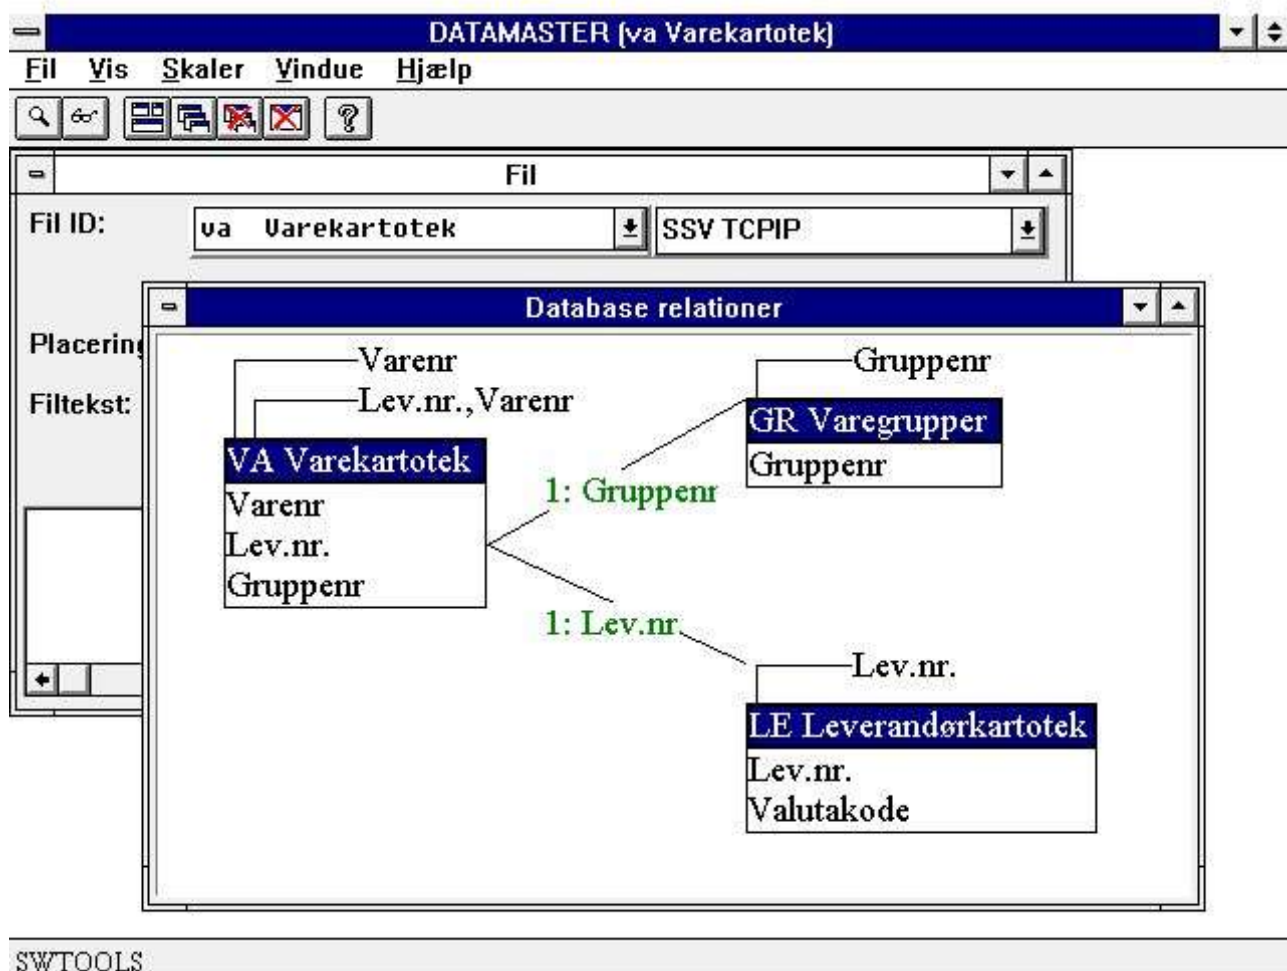 DATAMASTER (va Varekartotek)
Fil Vis Skaler Vindue Hjælp
Fil
Fil ID: va Varekartotek SSV TCPIP
Database relationer
Placering
Filtekst:
Varenr
Lev.nr.,Varenr
VA Varekartotek
Varenr
Lev.nr.
Gruppenr
Gruppenr
GR Varegrupper
Gruppenr
1: Gruppenr
1: Lev.nr.
Lev.nr.
LE Leverandørkartotek
Lev.nr.
Valutakode
SWTOOLS